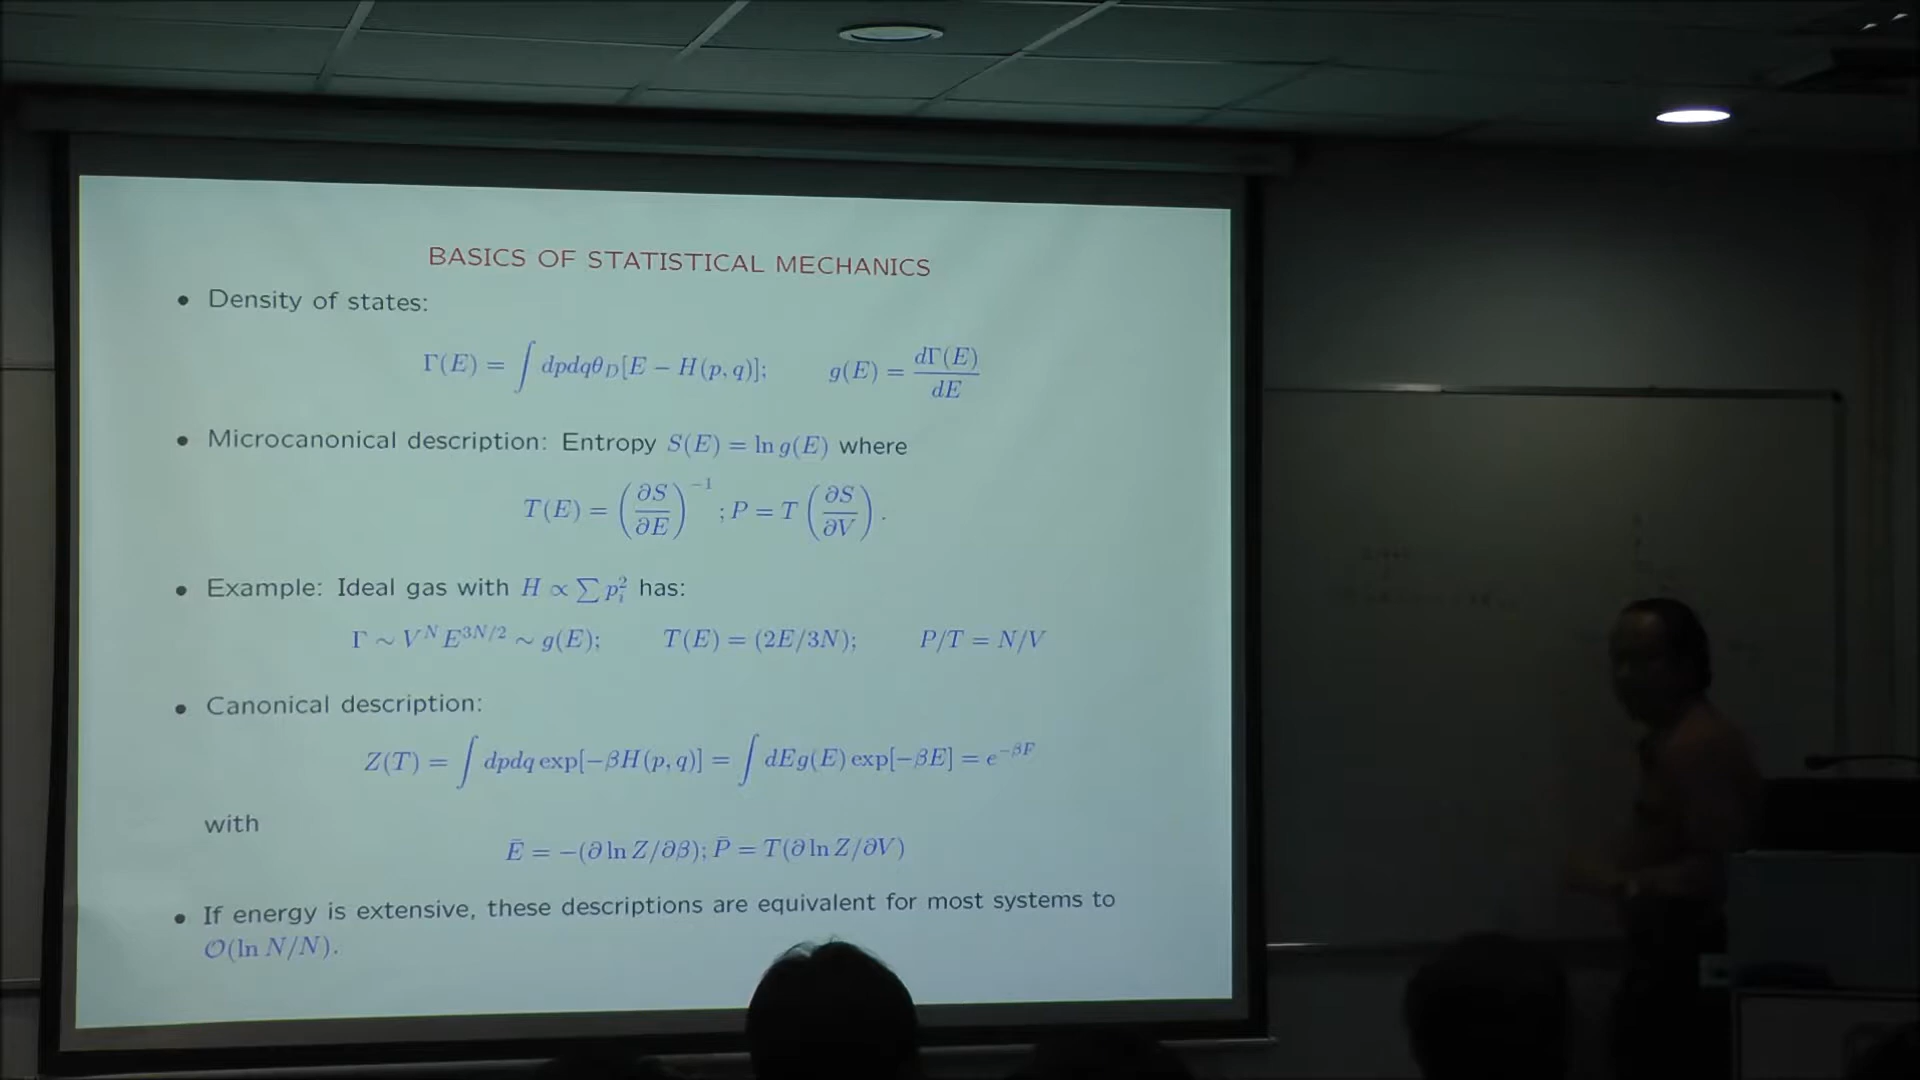 BASICS OF STATISTICAL MECHANICS
• Density of states:
Γ(E) = ∫ dpdqθ_D[E − H(p, q)]; g(E) = dΓ(E)/dE
• Microcanonical description: Entropy S(E) = ln g(E) where
T(E) = (∂S/∂E)^−1 ; P = T (∂S/∂V).
• Example: Ideal gas with H ∝ ∑ p_i^2 has:
Γ ∼ V^N E^3N/2 ∼ g(E); T(E) = (2E/3N); P/T = N/V
• Canonical description:
Z(T) = ∫ dpdq exp[−βH(p, q)] = ∫ dEg(E) exp[−βE] = e^−βF
with
Ē = −(∂ ln Z/∂β); P̄ = T(∂ ln Z/∂V)
• If energy is extensive, these descriptions are equivalent for most systems to
O(ln N/N).